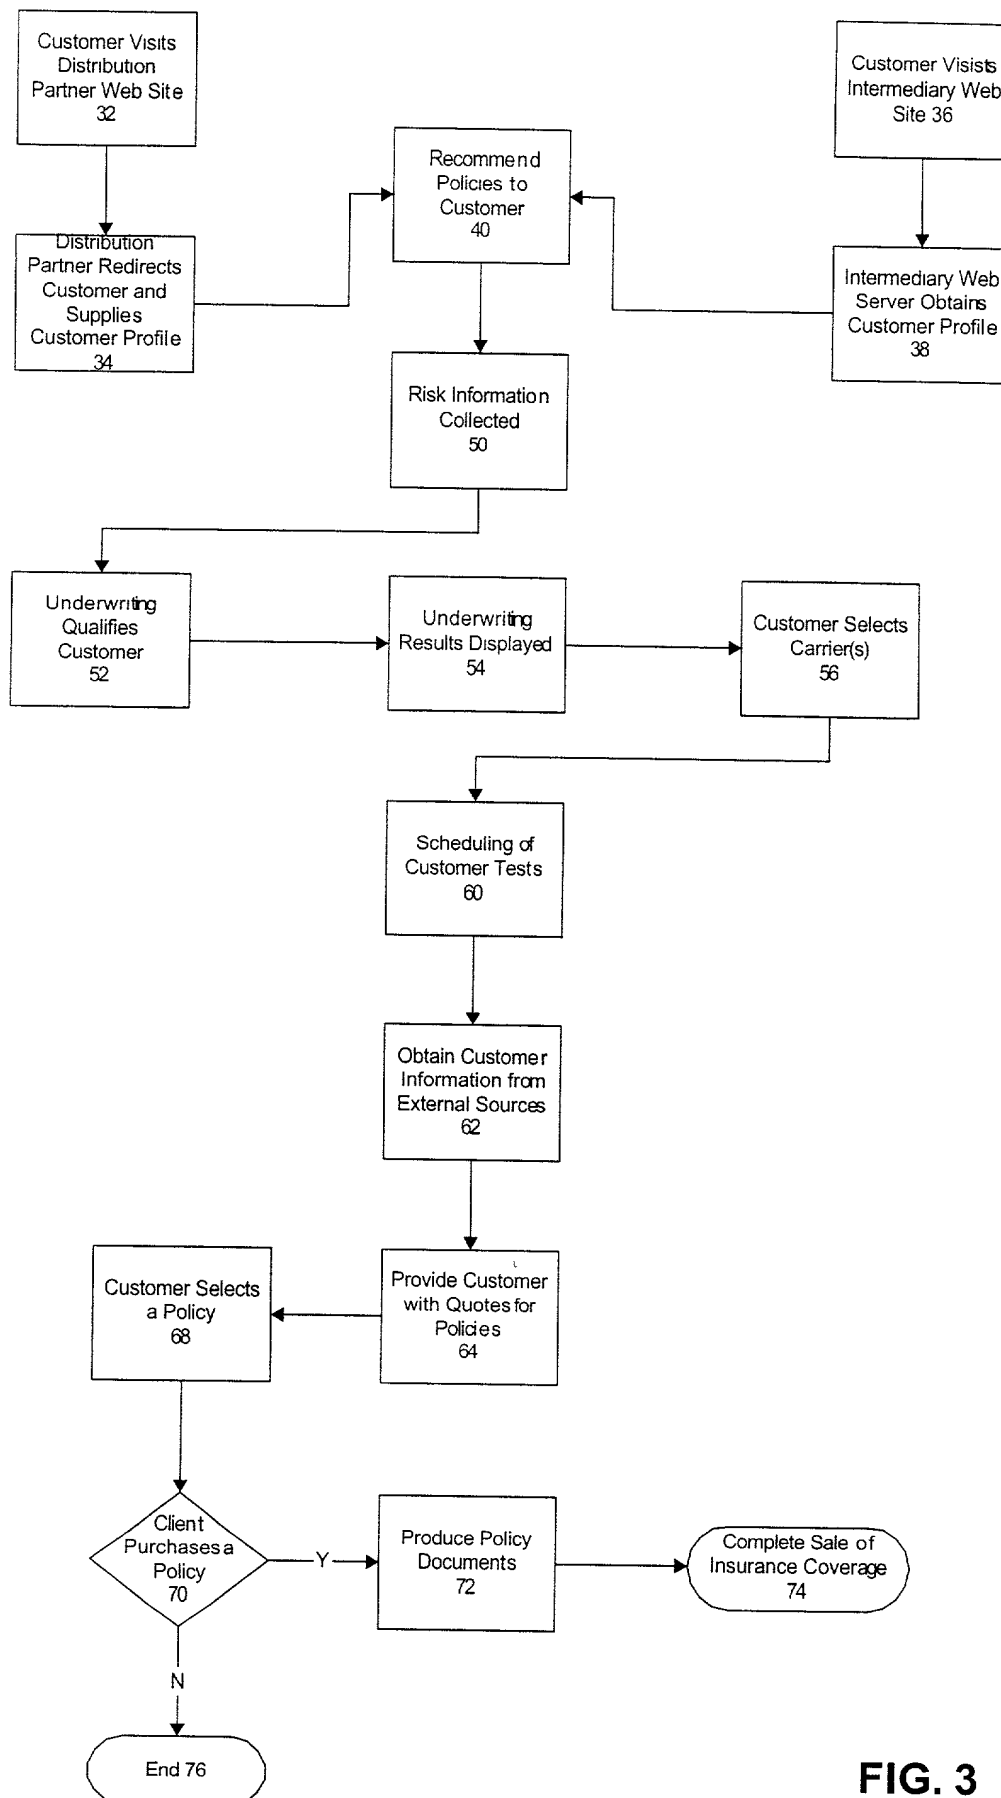 Customer Visits
Distribution
Partner Web Site
32
Customer Visists
Intermediary Web
Site 36
Recommend
Policies to
Customer
40
Distribution
Partner Redirects
Customer and
Supplies
Customer Profile
34
Intermediary Web
Server Obtains
Customer Profile
38
Risk Information
Collected
50
Underwriting
Qualifies
Customer
52
Underwriting
Results Displayed
54
Customer Selects
Carrier(s)
56
Scheduling of
Customer Tests
60
Obtain Customer
Information from
External Sources
62
Customer Selects
a Policy
68
Provide Customer
with Quotes for
Policies
64
Client
Purchases a
Policy
70
Y
Produce Policy
Documents
72
Complete Sale of
Insurance Coverage
74
N
End 76
FIG. 3